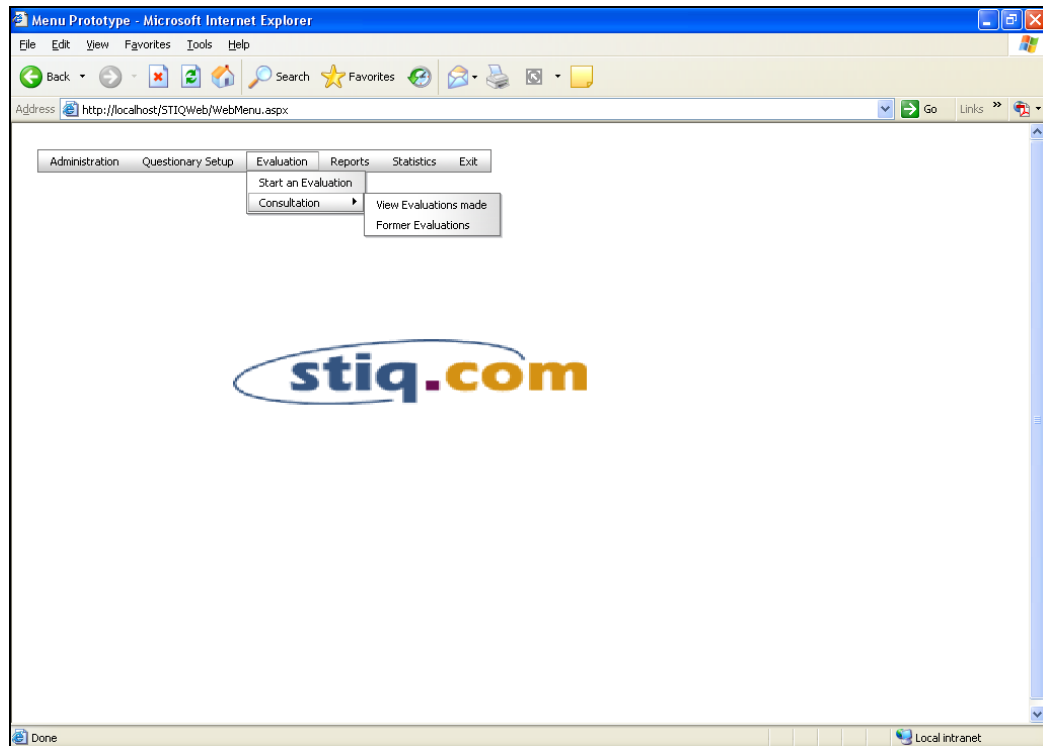 Menu Prototype - Microsoft Internet Explorer
File Edit View Favorites Tools Help
Back Search Favorites
Address http://localhost/STIQWeb/WebMenu.aspx Go Links »
Administration Questionary Setup Evaluation Reports Statistics Exit
Start an Evaluation
Consultation View Evaluations made
Former Evaluations
stiq.com
Done Local intranet